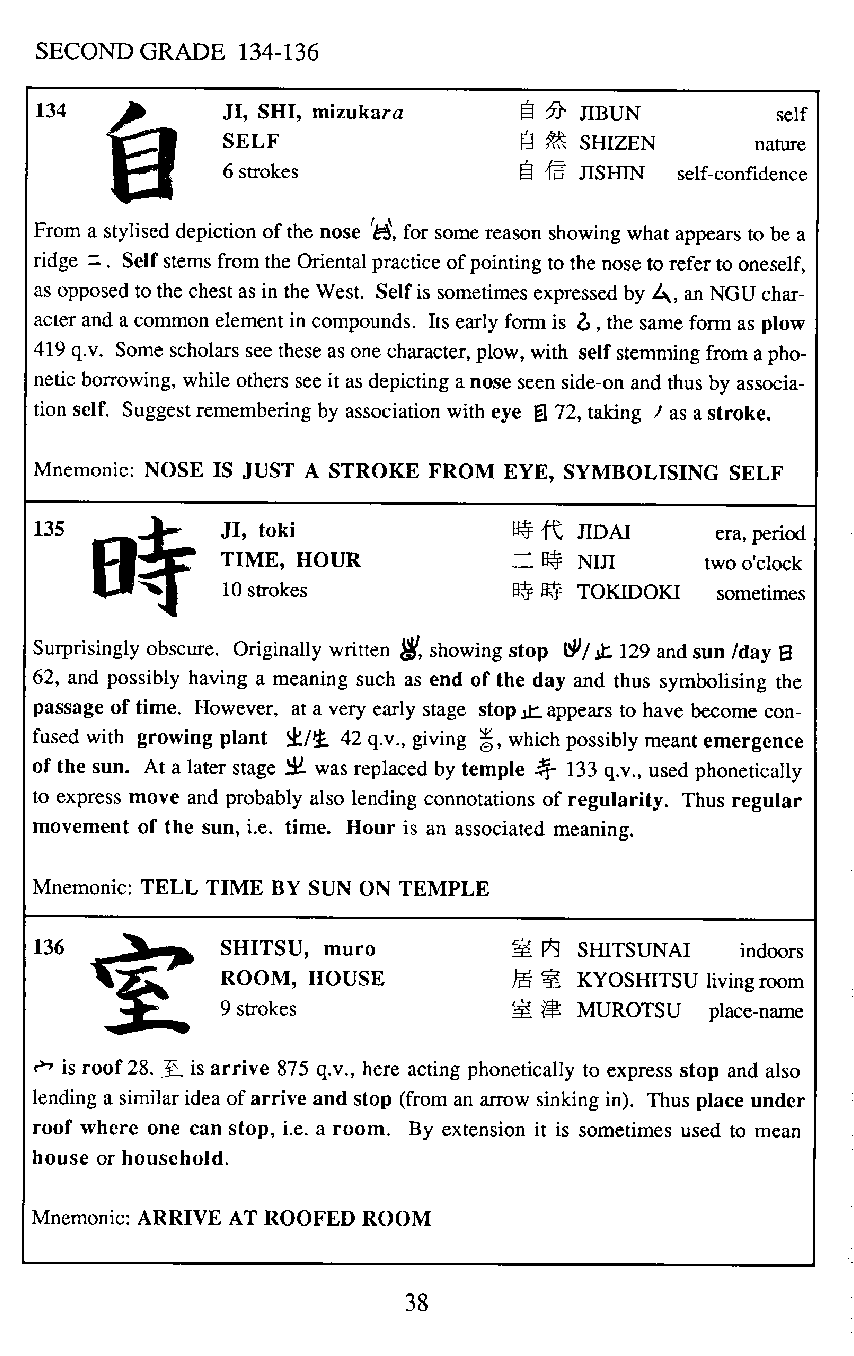 SECOND GRADE 134-136
134 自 JI, SHI, mizukara 自分 JIBUN self
SELF 自然 SHIZEN nature
6 strokes 自信 JISHIN self-confidence
From a stylised depiction of the nose , for some reason showing what appears to be a
ridge 二. Self stems from the Oriental practice of pointing to the nose to refer to oneself,
as opposed to the chest as in the West. Self is sometimes expressed by ム, an NGU char-
acter and a common element in compounds. Its early form is , the same form as plow
419 q.v. Some scholars see these as one character, plow, with self stemming from a pho-
netic borrowing, while others see it as depicting a nose seen side-on and thus by associa-
tion self. Suggest remembering by association with eye 目 72, taking ノ as a stroke.
Mnemonic: NOSE IS JUST A STROKE FROM EYE, SYMBOLISING SELF
135 時 JI, toki 時代 JIDAI era, period
TIME, HOUR 二時 NIJI two o'clock
10 strokes 時時 TOKIDOKI sometimes
Surprisingly obscure. Originally written , showing stop /止 129 and sun /day 日
62, and possibly having a meaning such as end of the day and thus symbolising the
passage of time. However, at a very early stage stop 止 appears to have become con-
fused with growing plant /生 42 q.v., giving , which possibly meant emergence
of the sun. At a later stage was replaced by temple 寺 133 q.v., used phonetically
to express move and probably also lending connotations of regularity. Thus regular
movement of the sun, i.e. time. Hour is an associated meaning.
Mnemonic: TELL TIME BY SUN ON TEMPLE
136 室 SHITSU, muro 室内 SHITSUNAI indoors
ROOM, HOUSE 居室 KYOSHITSU living room
9 strokes 室津 MUROTSU place-name
宀 is roof 28. 至 is arrive 875 q.v., here acting phonetically to express stop and also
lending a similar idea of arrive and stop (from an arrow sinking in). Thus place under
roof where one can stop, i.e. a room. By extension it is sometimes used to mean
house or household.
Mnemonic: ARRIVE AT ROOFED ROOM
38